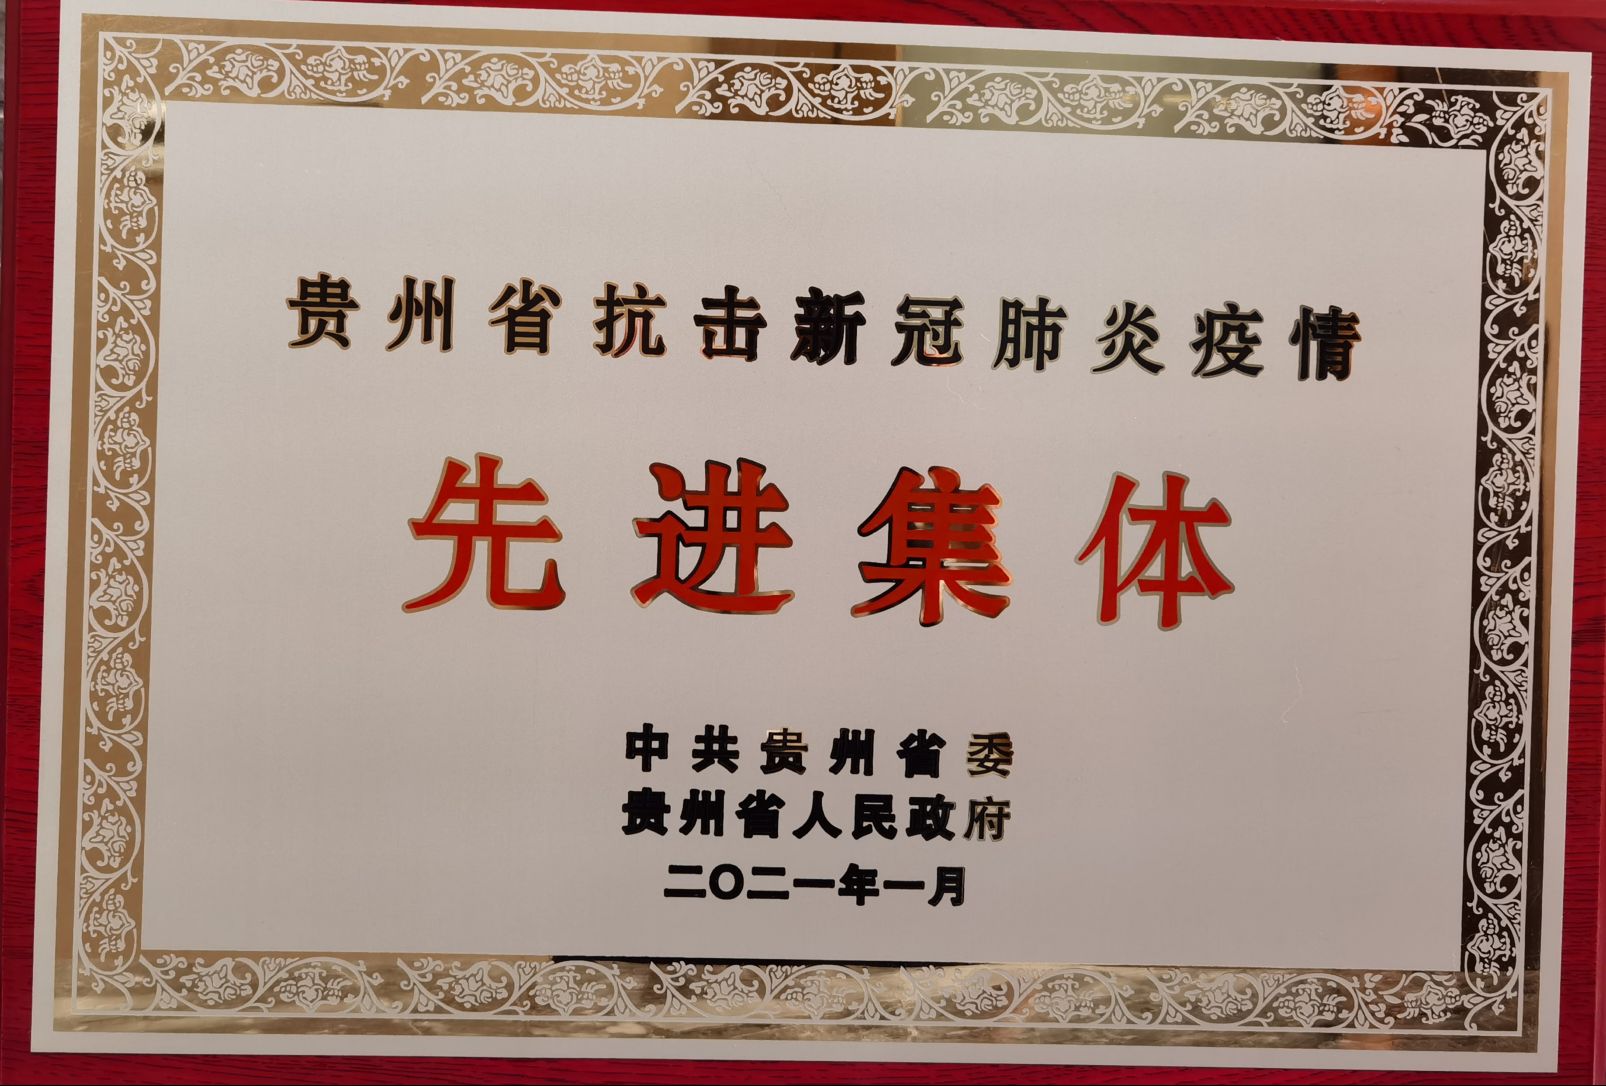 贵州省抗击新冠肺炎疫情
先进集体
中共贵州省委
贵州省人民政府
二〇二一年一月